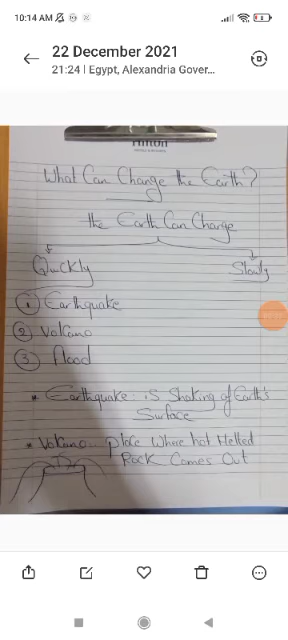 10:14 AM
22 December 2021
21:24 | Egypt, Alexandria Gover...
Hilton
What Can Change the Earth?
the Earth Can Change
Quickly Slowly
① Earthquake
② Volcano
③ Flood
* Earthquake: is Shaking of Earth's
Surface
* Volcano: place Where hot Melted
Rock Comes Out